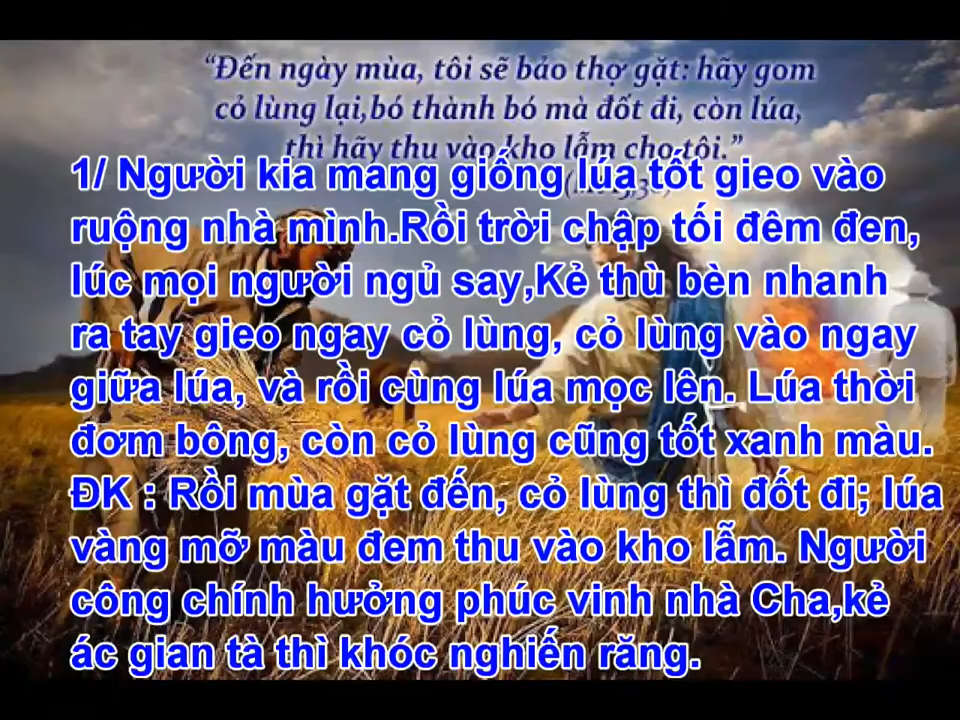 “Đến ngày mùa, tôi sẽ bảo thợ gặt: hãy gom
cỏ lùng lại,bó thành bó mà đốt đi, còn lúa,
thì hãy thu vào kho lẫm cho tôi.”
1/ Người kia mang giống lúa tốt gieo vào
ruộng nhà mình.Rồi trời chập tối đêm đen,
lúc mọi người ngủ say,Kẻ thù bèn nhanh
ra tay gieo ngay cỏ lùng, cỏ lùng vào ngay
giữa lúa, và rồi cùng lúa mọc lên. Lúa thời
đơm bông, còn cỏ lùng cũng tốt xanh màu.
ĐK : Rồi mùa gặt đến, cỏ lùng thì đốt đi; lúa
vàng mỡ màu đem thu vào kho lẫm. Người
công chính hưởng phúc vinh nhà Cha,kẻ
ác gian tà thì khóc nghiến răng.